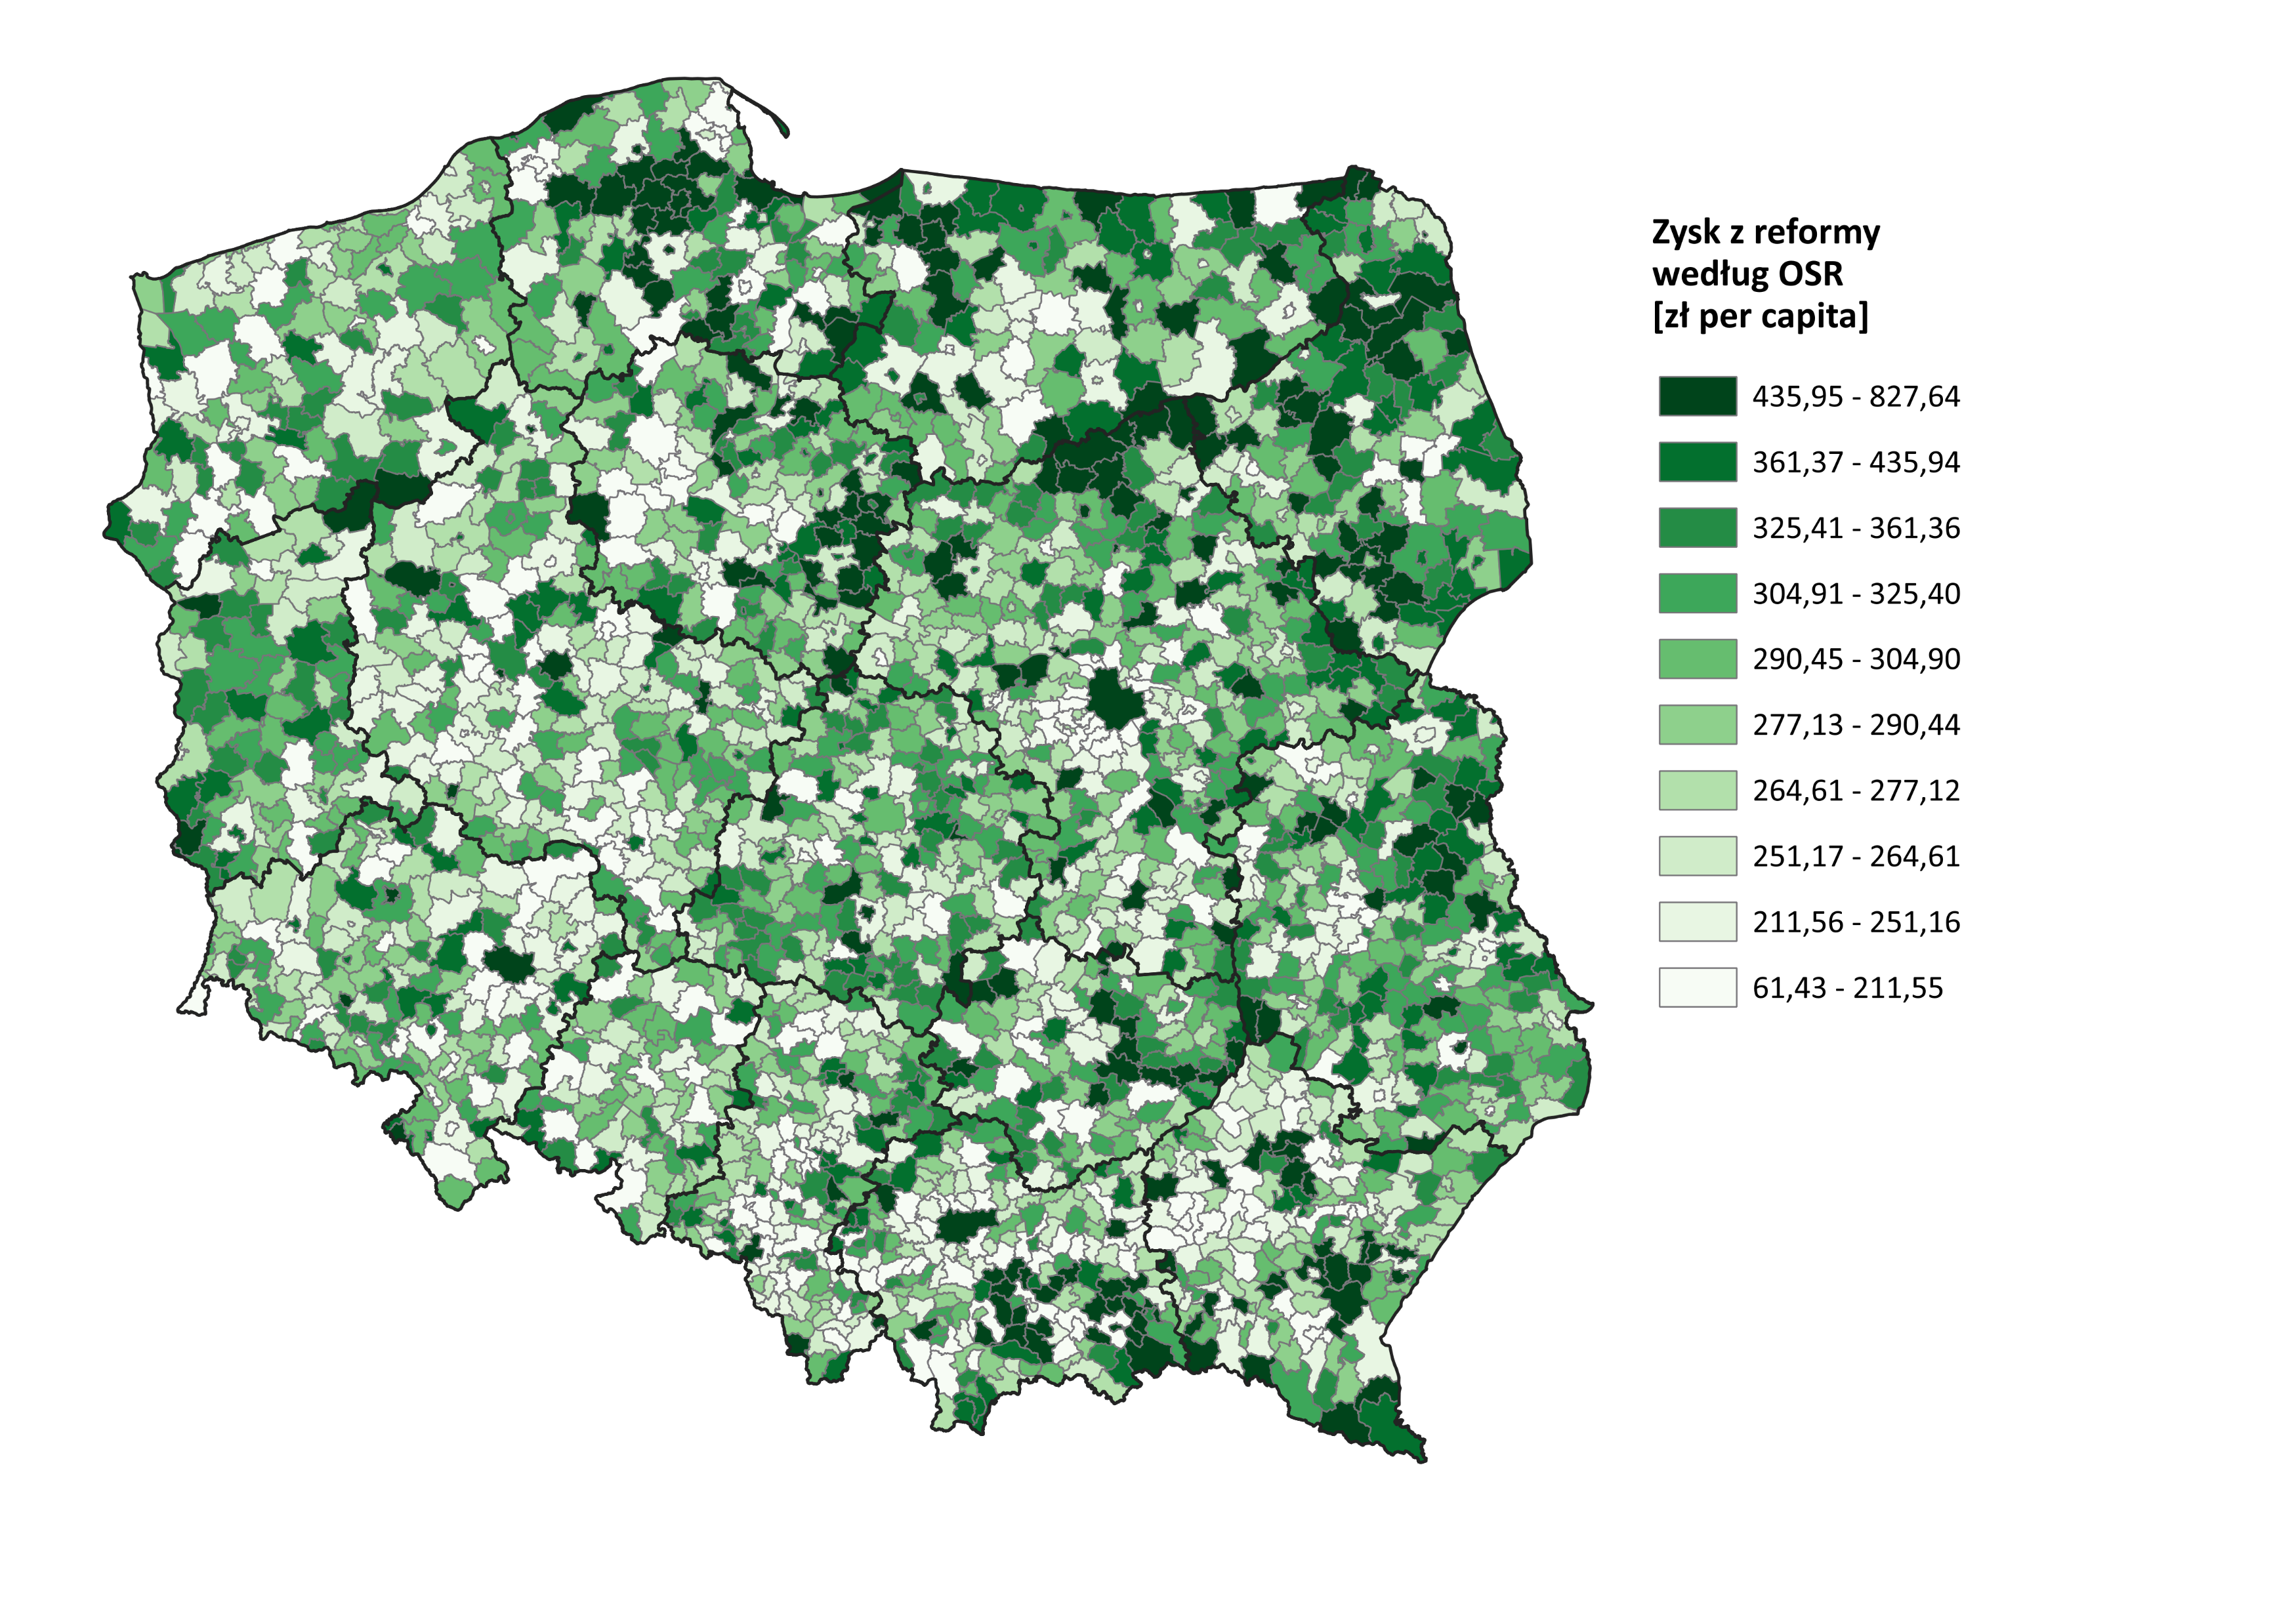 Zysk z reformy
według OSR
[zł per capita]
435,95 - 827,64
361,37 - 435,94
325,41 - 361,36
304,91 - 325,40
290,45 - 304,90
277,13 - 290,44
264,61 - 277,12
251,17 - 264,61
211,56 - 251,16
61,43 - 211,55